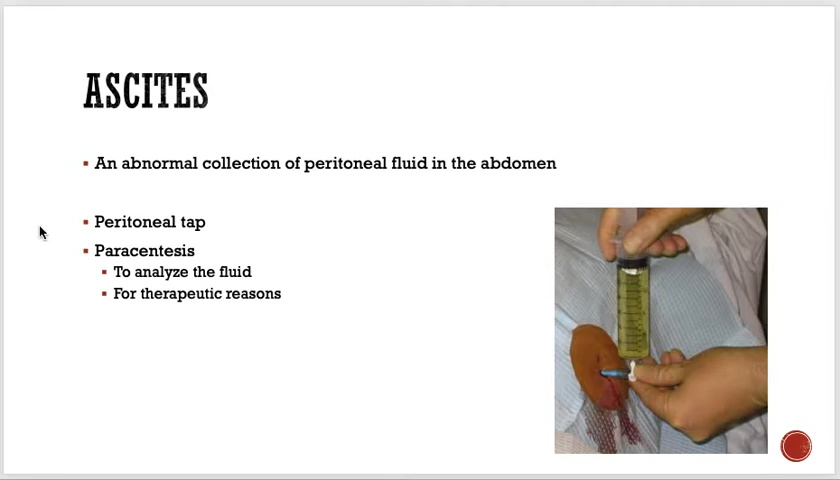 ASCITES
An abnormal collection of peritoneal fluid in the abdomen
Peritoneal tap
Paracentesis
To analyze the fluid
For therapeutic reasons